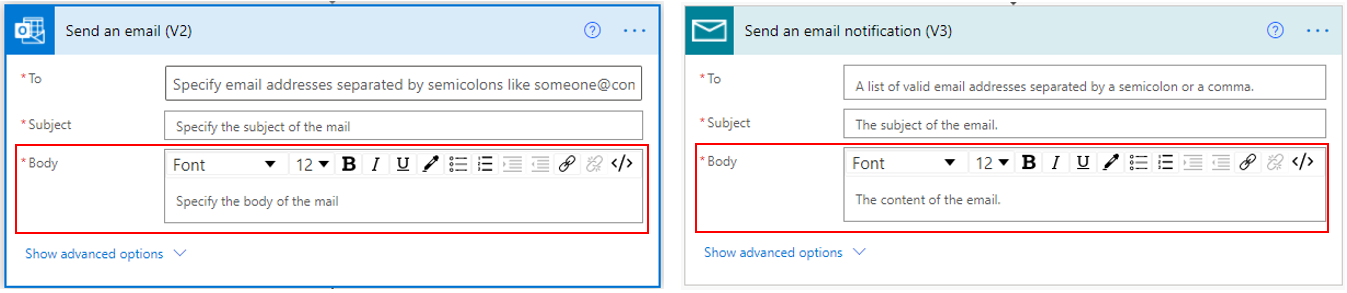 Send an email (V2)
* To
Specify email addresses separated by semicolons like someone@con
* Subject
Specify the subject of the mail
* Body
Font 12 B I U </>
Specify the body of the mail
Show advanced options
Send an email notification (V3)
* To
A list of valid email addresses separated by a semicolon or a comma.
* Subject
The subject of the email.
* Body
Font 12 B I U </>
The content of the email.
Show advanced options